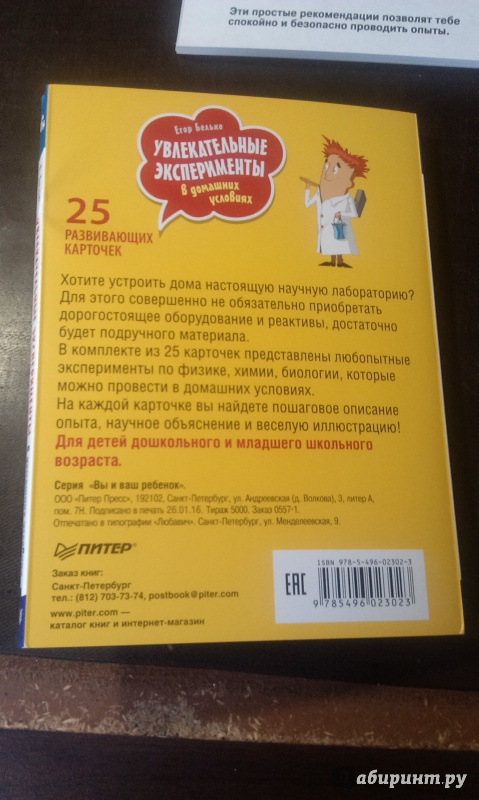 Эти простые рекомендации позволят тебе
спокойно и безопасно проводить опыты.
Егор Белько
УВЛЕКАТЕЛЬНЫЕ
ЭКСПЕРИМЕНТЫ
в домашних
условиях
25
РАЗВИВАЮЩИХ
КАРТОЧЕК
Хотите устроить дома настоящую научную лабораторию?
Для этого совершенно не обязательно приобретать
дорогостоящее оборудование и реактивы, достаточно
будет подручного материала.
В комплекте из 25 карточек представлены любопытные
эксперименты по физике, химии, биологии, которые
можно провести в домашних условиях.
На каждой карточке вы найдете пошаговое описание
опыта, научное объяснение и веселую иллюстрацию!
Для детей дошкольного и младшего школьного
возраста.
Серия «Вы и ваш ребенок».
ООО «Питер Пресс», 192102, Санкт-Петербург, ул. Андреевская (д. Волкова), 3, литер А,
пом. 7Н. Подписано в печать 26.01.16. Тираж 5000. Заказ 0557-1.
Отпечатано в типографии «Любавич». Санкт-Петербург, ул. Менделеевская, 9.
ПИТЕР
Заказ книг:
Санкт-Петербург
тел.: (812) 703-73-74, postbook@piter.com
www.piter.com —
каталог книг и интернет-магазин
EAC
ISBN 978-5-496-02302-3
9 785496 023023
абиринт.ру